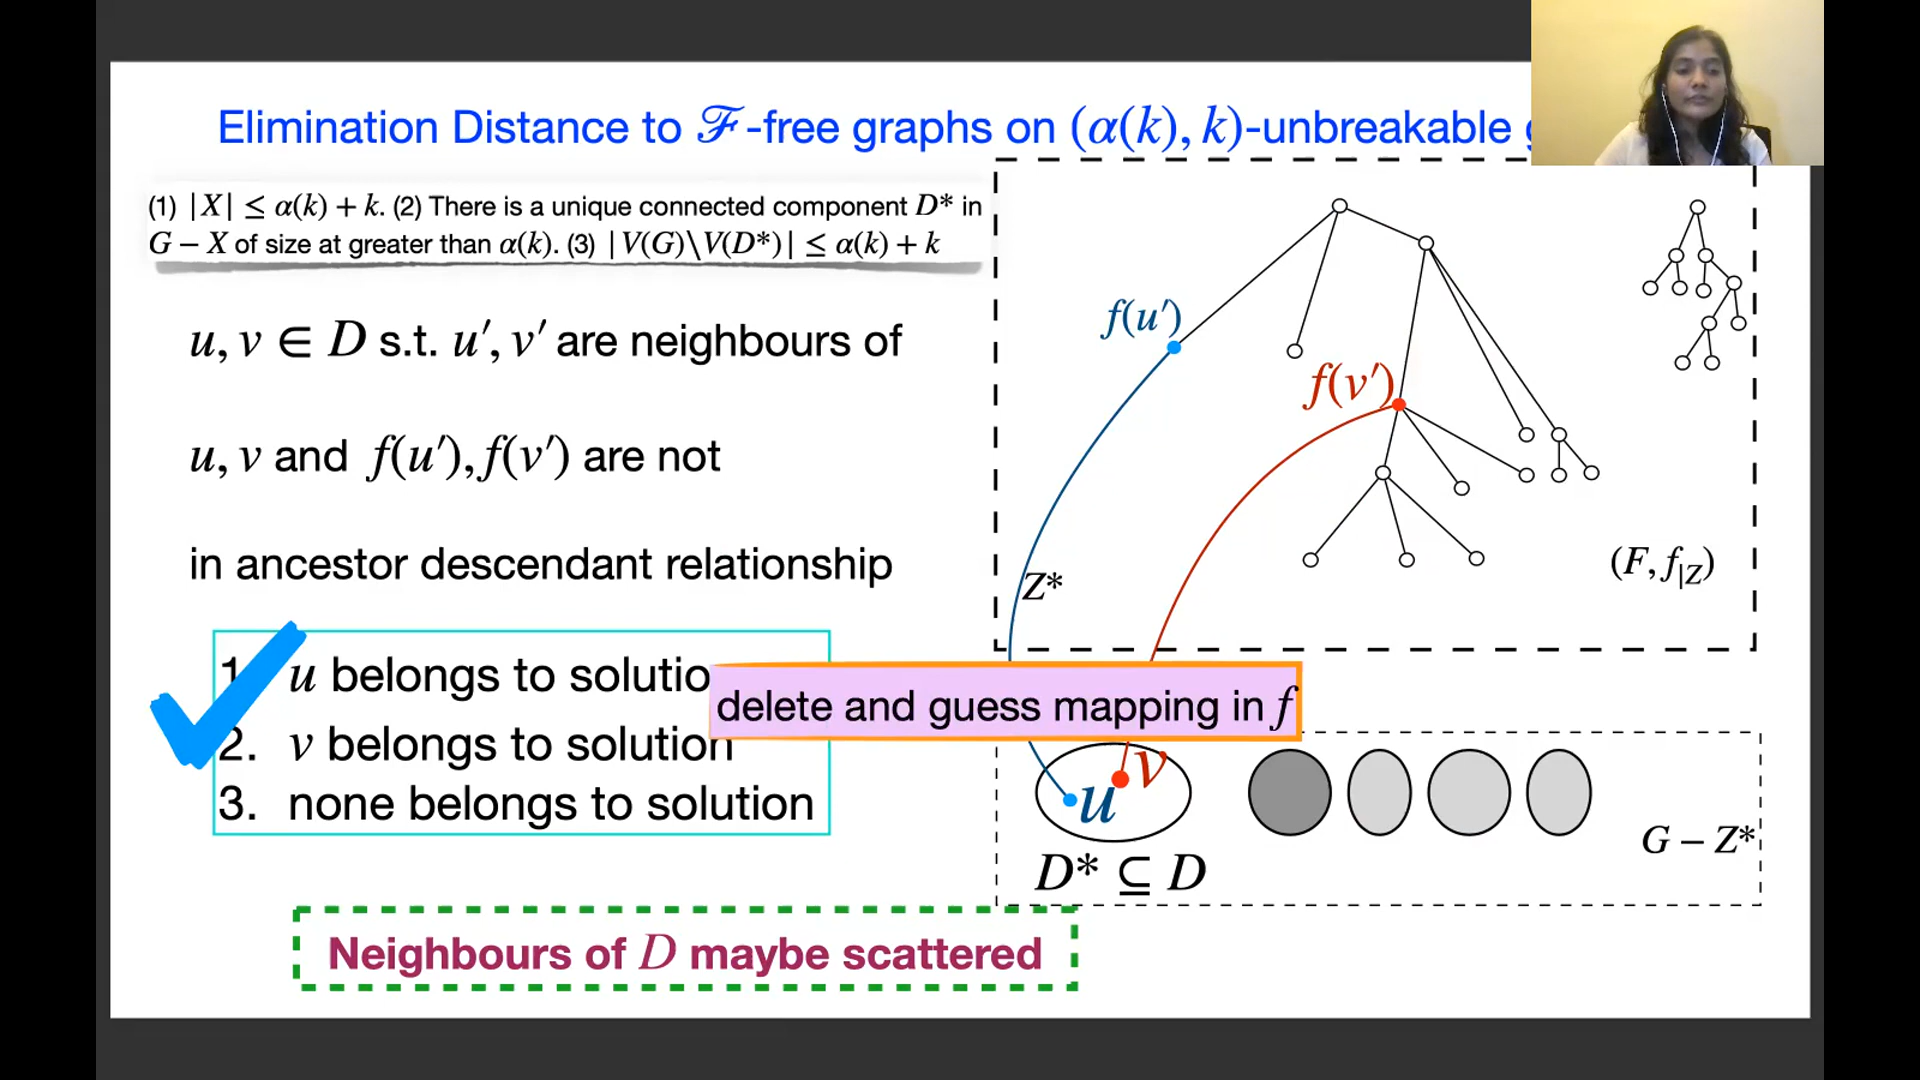 Elimination Distance to ℱ-free graphs on (α(k), k)-unbreakable
(1) |X| ≤ α(k) + k. (2) There is a unique connected component D* in
G − X of size at greater than α(k). (3) |V(G)\V(D*)| ≤ α(k) + k
u, v ∈ D s.t. u′, v′ are neighbours of
u, v and f(u′), f(v′) are not
in ancestor descendant relationship
1. u belongs to solutio
2. v belongs to solution
3. none belongs to solution
delete and guess mapping in f
Neighbours of D maybe scattered
f(u′)
f(v′)
Z*
(F, f|Z)
v
u
D* ⊆ D
G − Z*